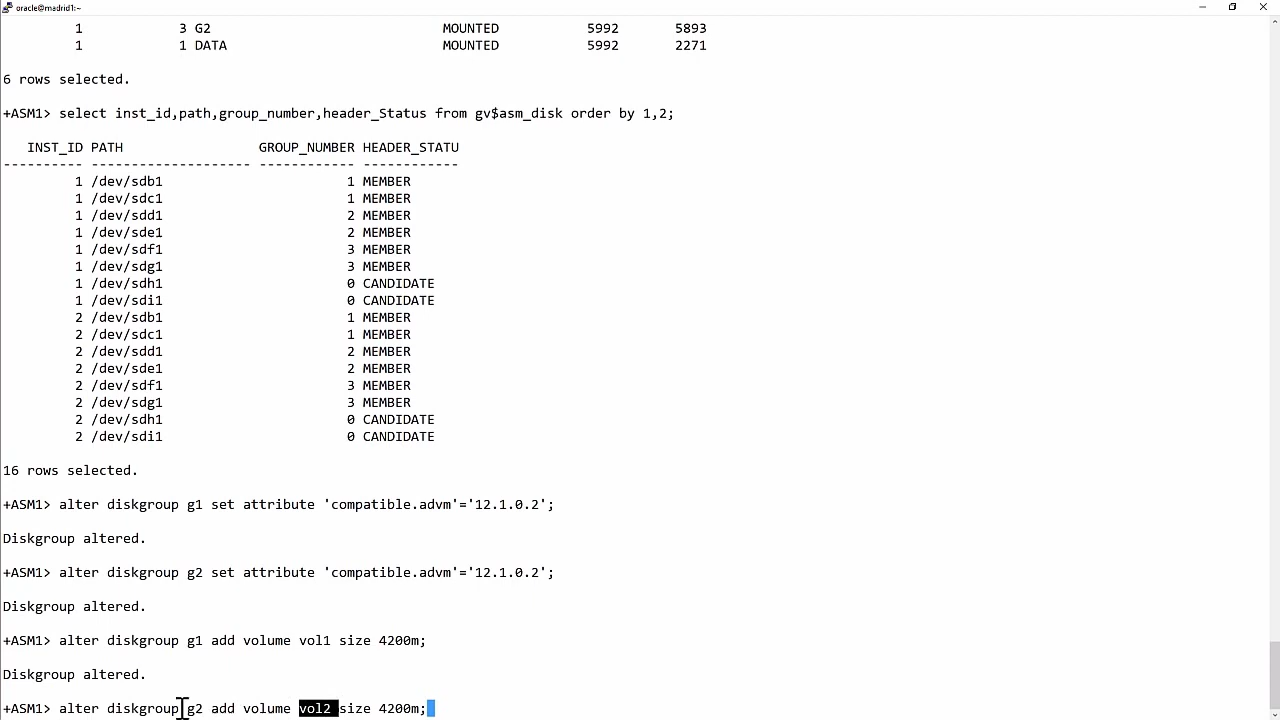 oracle@madrid1:~
1 3 G2 MOUNTED 5992 5893
1 1 DATA MOUNTED 5992 2271
6 rows selected.
+ASM1> select inst_id,path,group_number,header_Status from gv$asm_disk order by 1,2;
INST_ID PATH GROUP_NUMBER HEADER_STATU
---------- -------------------- ------------ ------------
1 /dev/sdb1 1 MEMBER
1 /dev/sdc1 1 MEMBER
1 /dev/sdd1 2 MEMBER
1 /dev/sde1 2 MEMBER
1 /dev/sdf1 3 MEMBER
1 /dev/sdg1 3 MEMBER
1 /dev/sdh1 0 CANDIDATE
1 /dev/sdi1 0 CANDIDATE
2 /dev/sdb1 1 MEMBER
2 /dev/sdc1 1 MEMBER
2 /dev/sdd1 2 MEMBER
2 /dev/sde1 2 MEMBER
2 /dev/sdf1 3 MEMBER
2 /dev/sdg1 3 MEMBER
2 /dev/sdh1 0 CANDIDATE
2 /dev/sdi1 0 CANDIDATE
16 rows selected.
+ASM1> alter diskgroup g1 set attribute 'compatible.advm'='12.1.0.2';
Diskgroup altered.
+ASM1> alter diskgroup g2 set attribute 'compatible.advm'='12.1.0.2';
Diskgroup altered.
+ASM1> alter diskgroup g1 add volume vol1 size 4200m;
Diskgroup altered.
+ASM1> alter diskgroup g2 add volume vol2 size 4200m;